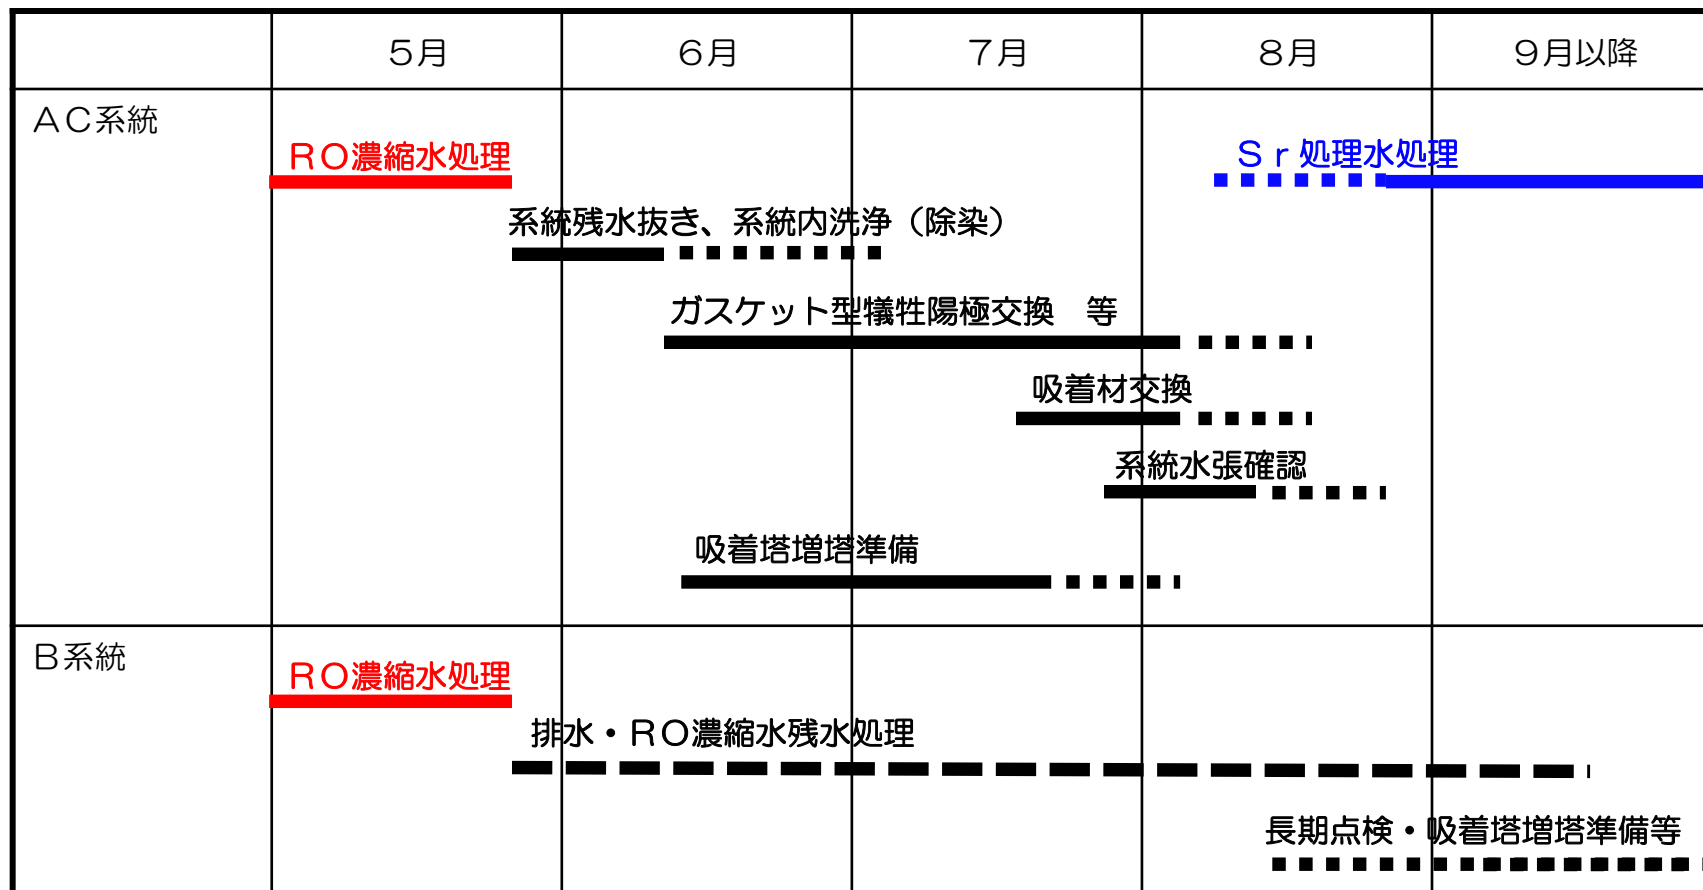 5月 6月 7月 8月 9月以降
AC系統
RO濃縮水処理
Sr処理水処理
系統残水抜き、系統内洗浄（除染）
ガスケット型犠牲陽極交換　等
吸着材交換
系統水張確認
吸着塔増塔準備
B系統
RO濃縮水処理
排水・RO濃縮水残水処理
長期点検・吸着塔増塔準備等